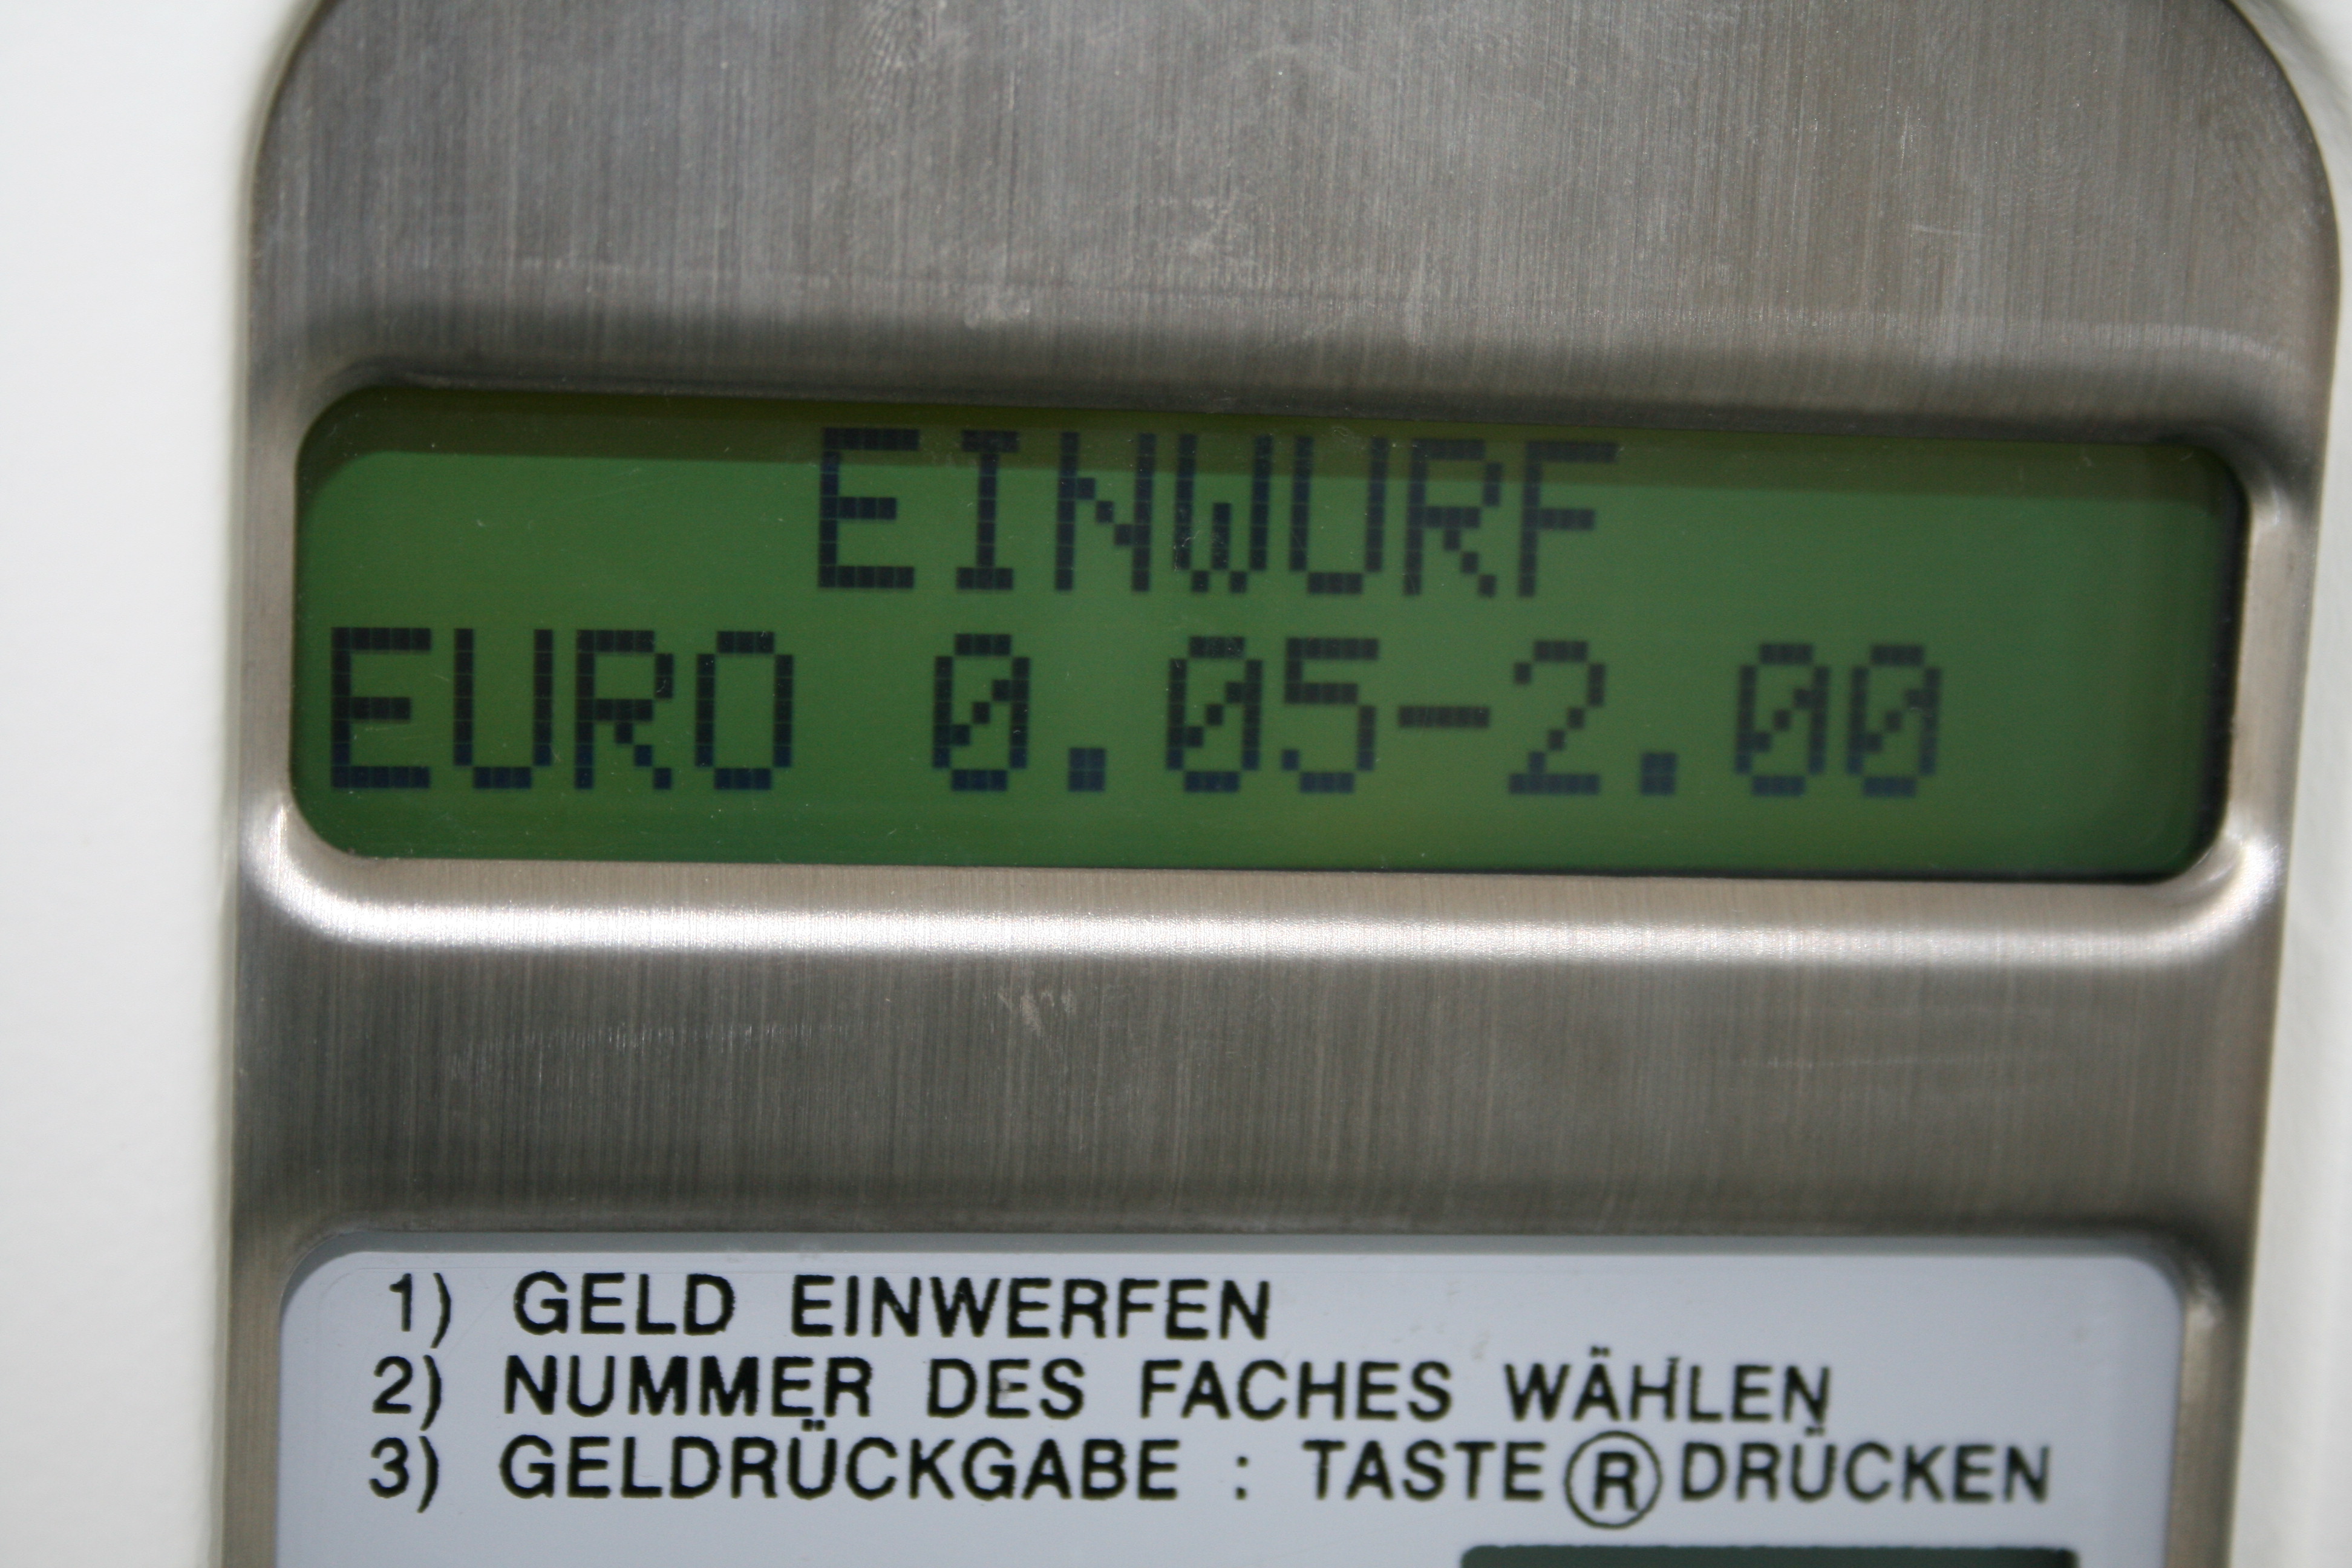 EINWURF
EURO 0.05-2.00
1) GELD EINWERFEN
2) NUMMER DES FACHES WÄHLEN
3) GELDRÜCKGABE : TASTE Ⓡ DRÜCKEN